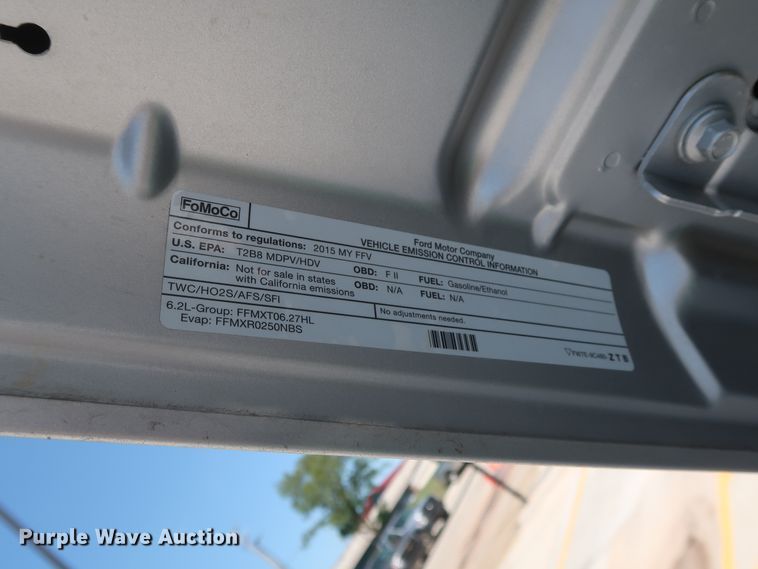 FoMoCo
Ford Motor Company
VEHICLE EMISSION CONTROL INFORMATION
Conforms to regulations: 2015 MY FFV
U.S. EPA: T2B8 MDPV/HDV OBD: F II FUEL: Gasoline/Ethanol
California: Not for sale in states with California emissions OBD: N/A FUEL: N/A
TWC/HO2S/AFS/SFI
No adjustments needed.
6.2L-Group: FFMXT06.27HL
Evap: FFMXR0250NBS
ZTB
Purple Wave Auction